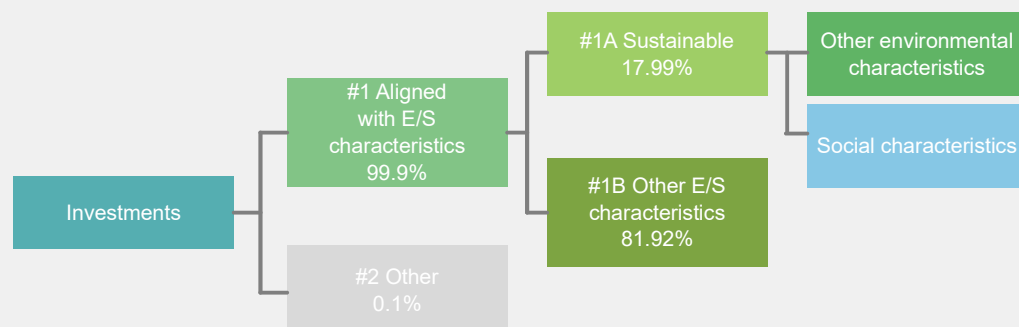 Investments
#1 Aligned
with E/S
characteristics
99.9%
#2 Other
0.1%
#1A Sustainable
17.99%
#1B Other E/S
characteristics
81.92%
Other environmental
characteristics
Social characteristics